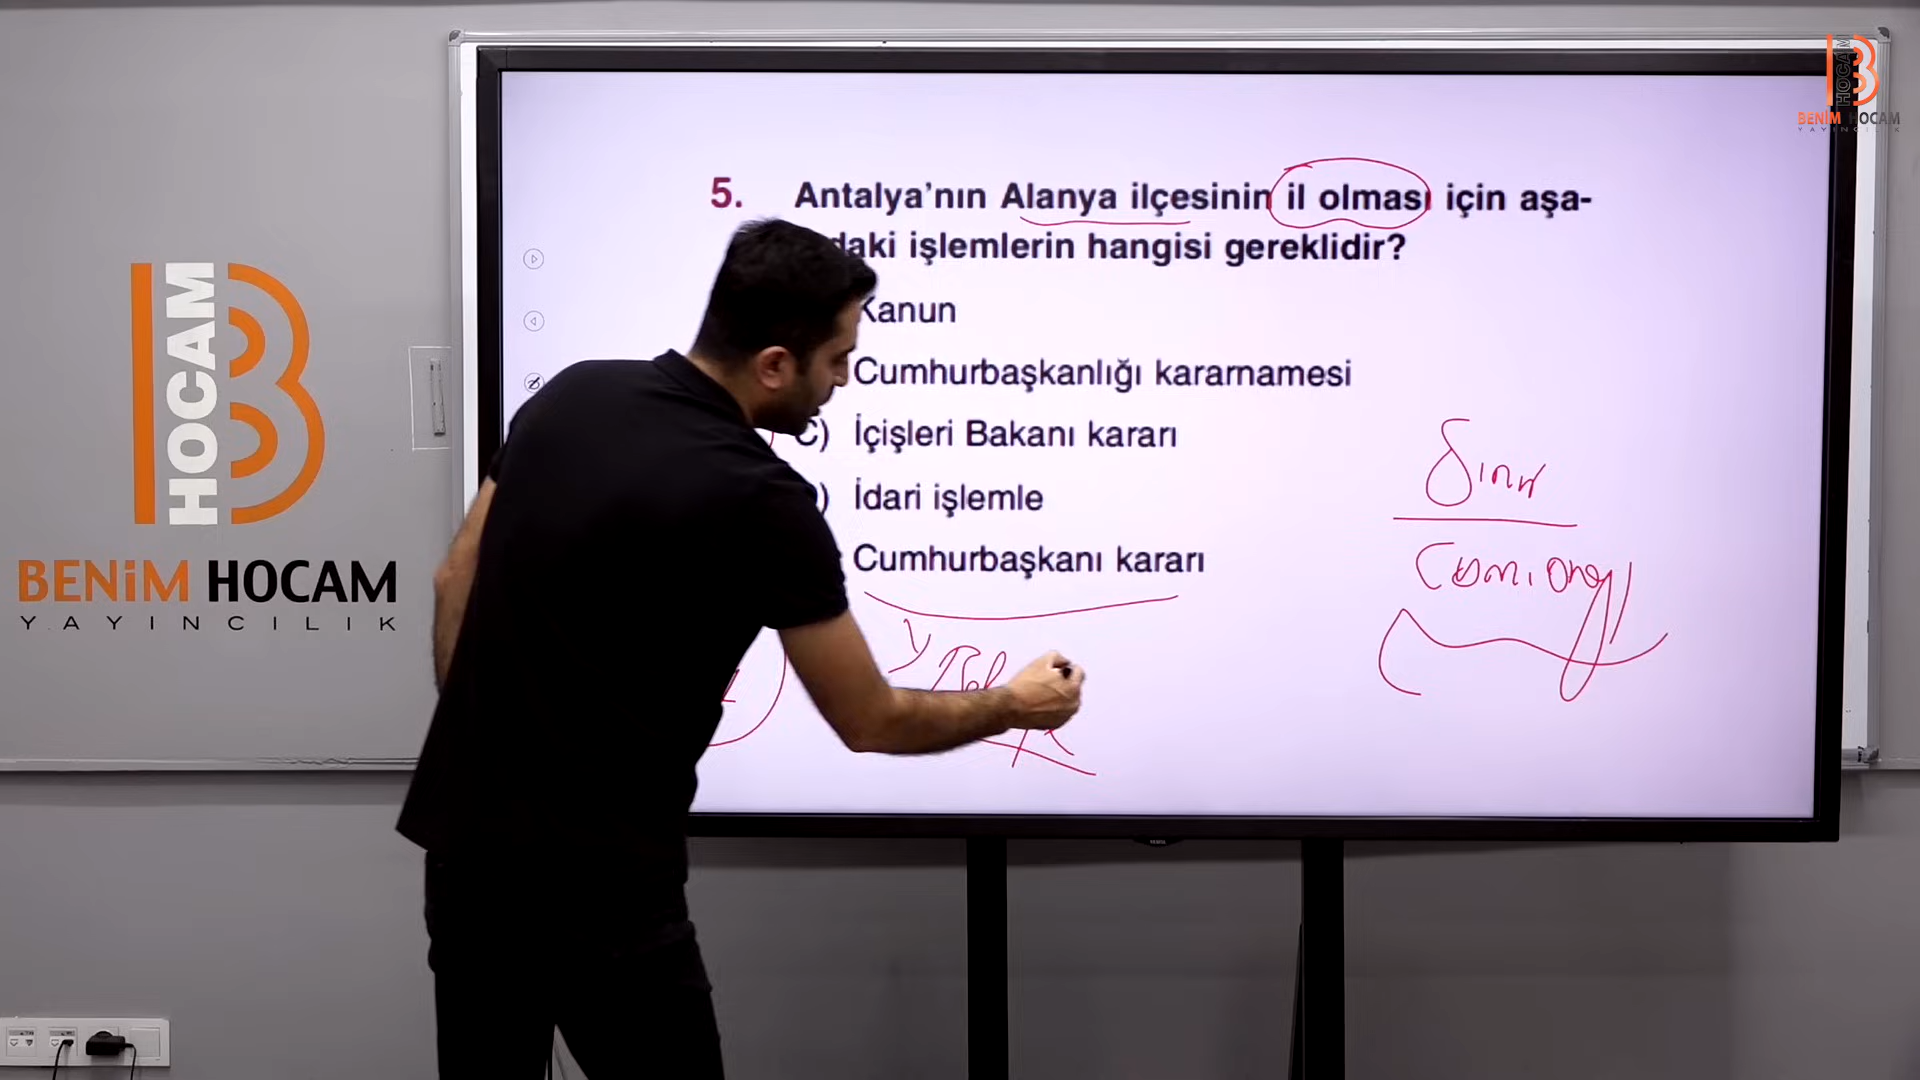 HOCAM
BENİM HOCAM
YAYINCILIK
5. Antalya'nın Alanya ilçesinin il olması için aşa-
daki işlemlerin hangisi gereklidir?
Kanun
Cumhurbaşkanlığı kararnamesi
C) İçişleri Bakanı kararı
) İdari işlemle
Cumhurbaşkanı kararı
Sınır
HOCAM
BENİM HOCAM
YAYINCILIK